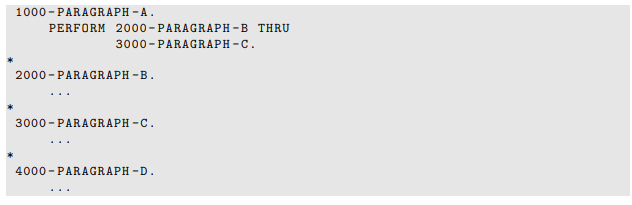 1000-PARAGRAPH-A.
PERFORM 2000-PARAGRAPH-B THRU
3000-PARAGRAPH-C.
*
2000-PARAGRAPH-B.
...
*
3000-PARAGRAPH-C.
...
*
4000-PARAGRAPH-D.
...